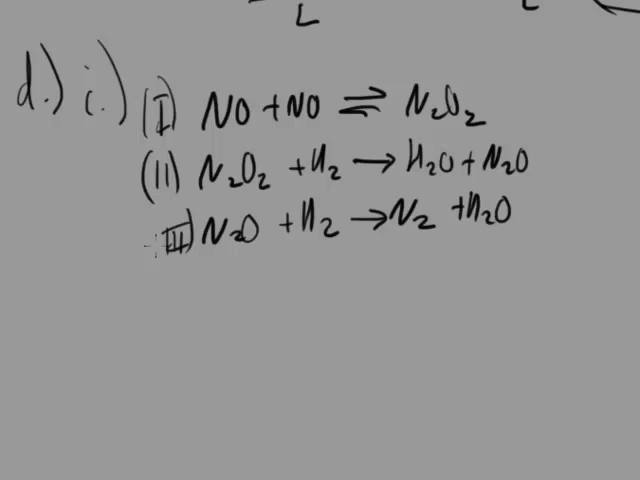 L
d.) i.) (I) NO + NO ⇌ N₂O₂
(II) N₂O₂ + H₂ → H₂O + N₂O
III) N₂O + H₂ → N₂ + H₂O